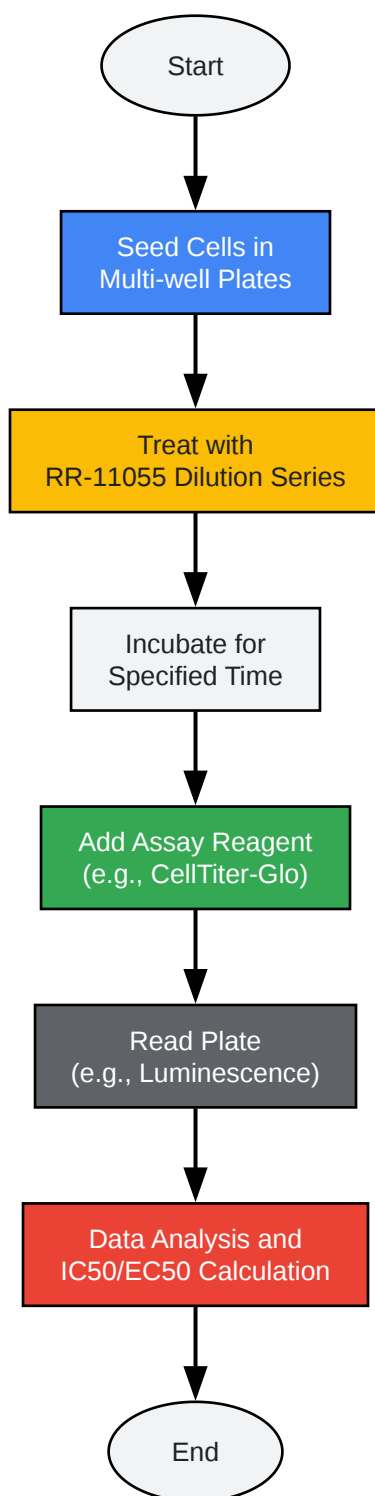 Start
Seed Cells in
Multi-well Plates
Treat with
RR-11055 Dilution Series
Incubate for
Specified Time
Add Assay Reagent
(e.g., CellTiter-Glo)
Read Plate
(e.g., Luminescence)
Data Analysis and
IC50/EC50 Calculation
End